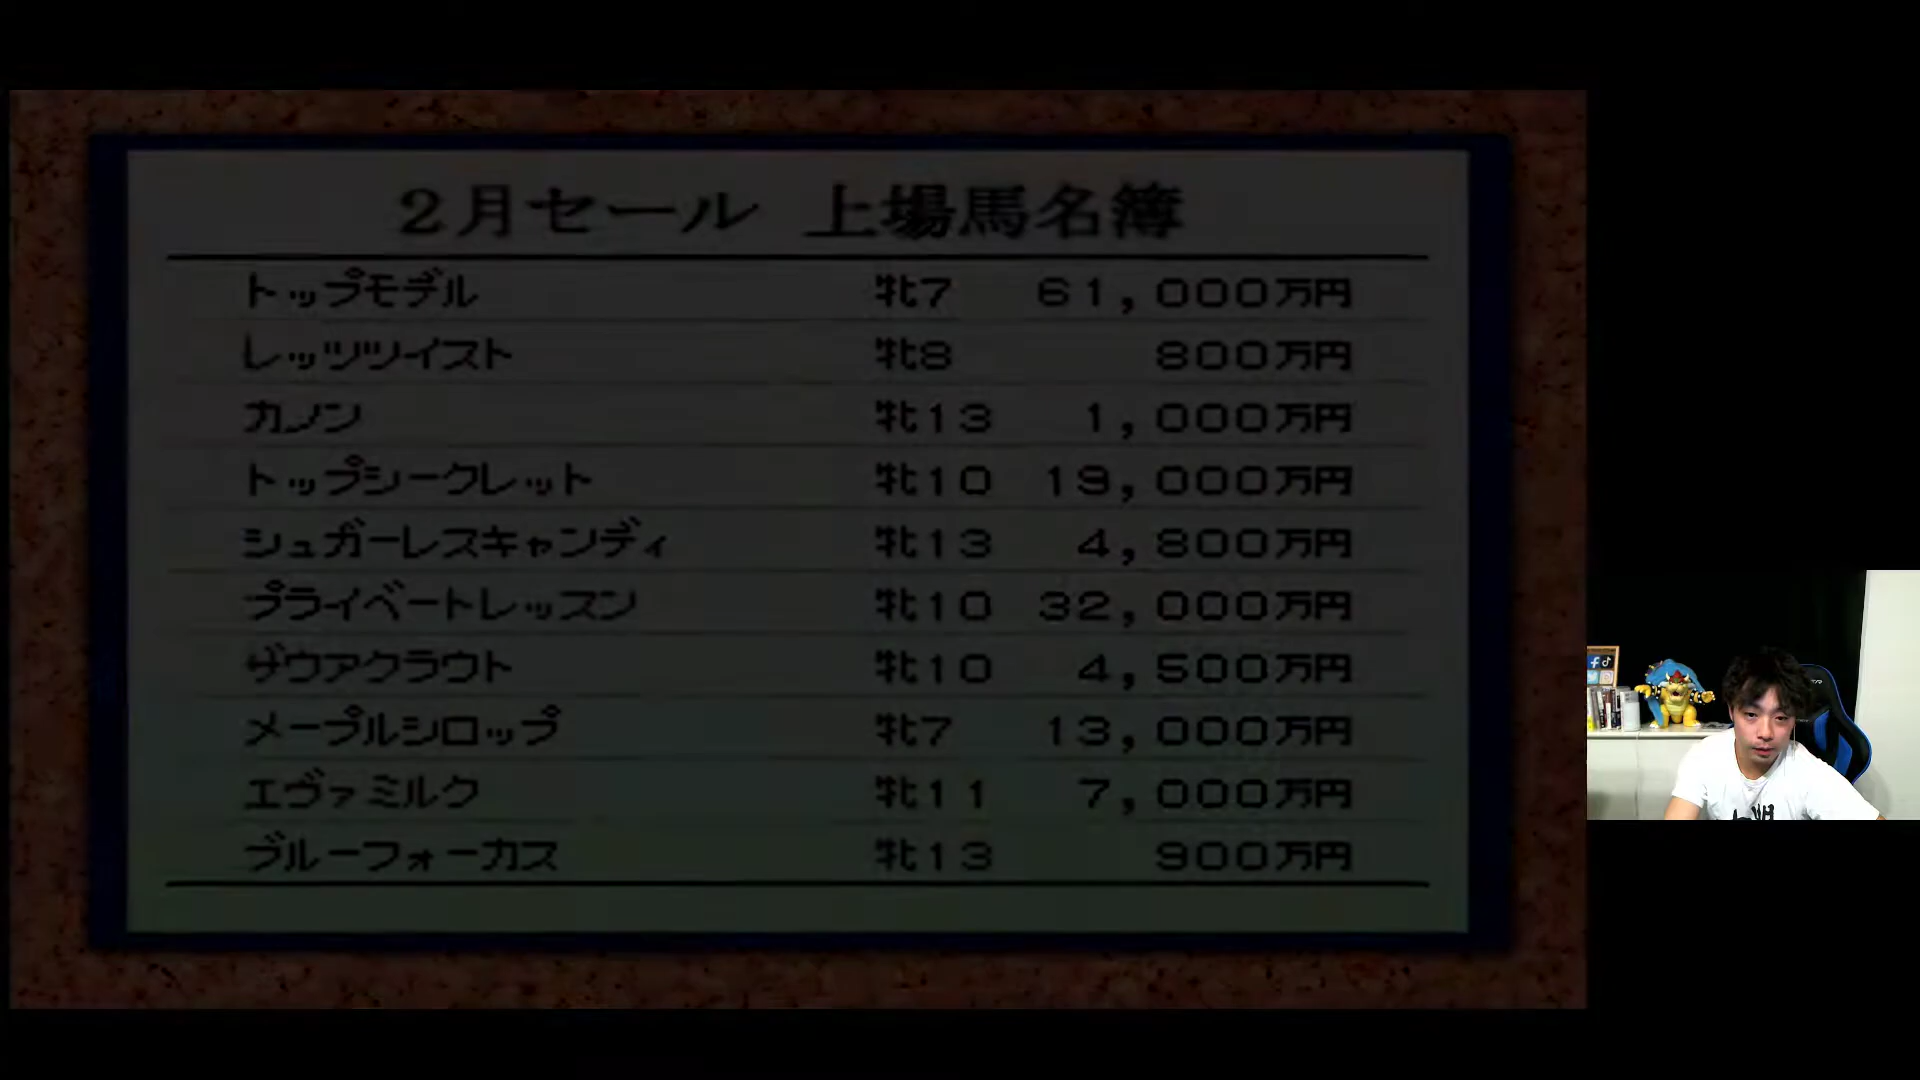 2月セール 上場馬名簿
トップモデル 牝7 61,000万円
レッツツイスト 牝8 800万円
カノン 牝13 1,000万円
トップシークレット 牝10 19,000万円
シュガーレスキャンディ 牝13 4,800万円
プライベートレッスン 牝10 32,000万円
ザウアクラウト 牝10 4,500万円
メープルシロップ 牝7 13,000万円
エヴァミルク 牝11 7,000万円
ブルーフォーカス 牝13 900万円